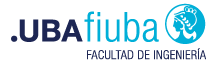 .UBAfiuba
FACULTAD DE INGENIERÍA